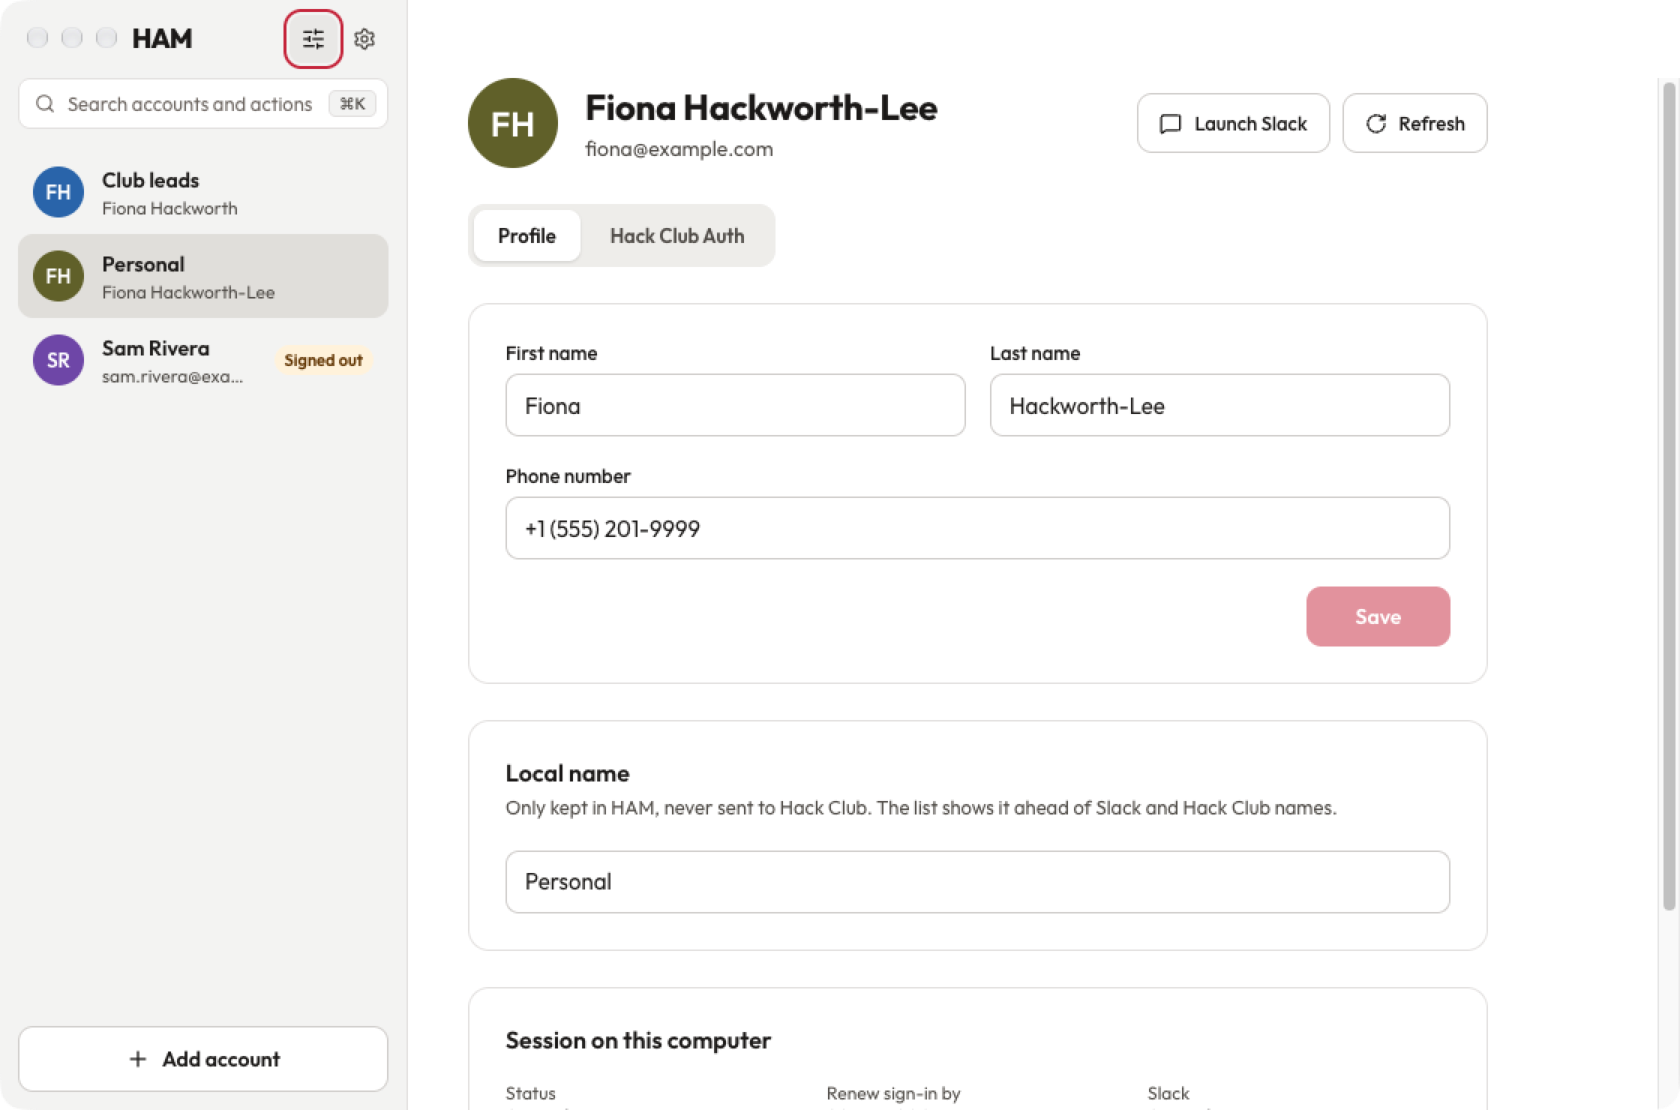 HAM
Search accounts and actions ⌘K
FH
Club leads
Fiona Hackworth
FH
Personal
Fiona Hackworth-Lee
SR
Sam Rivera
sam.rivera@exa...
Signed out
+ Add account
FH
Fiona Hackworth-Lee
fiona@example.com
Launch Slack
Refresh
Profile
Hack Club Auth
First name
Fiona
Last name
Hackworth-Lee
Phone number
+1 (555) 201-9999
Save
Local name
Only kept in HAM, never sent to Hack Club. The list shows it ahead of Slack and Hack Club names.
Personal
Session on this computer
Status
Renew sign-in by
Slack